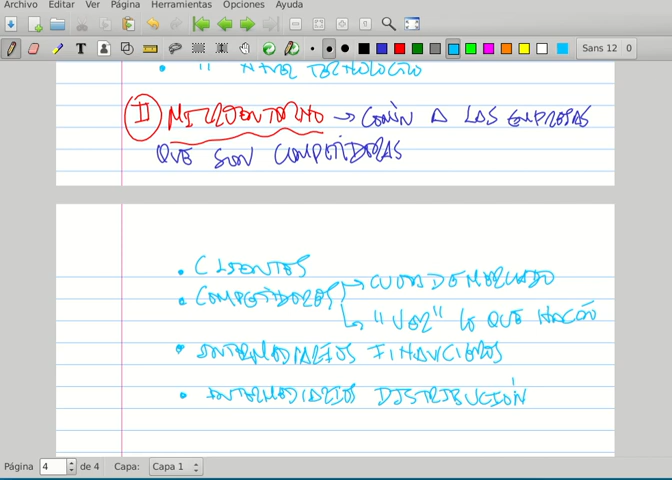 Archivo Editar Ver Página Herramientas Opciones Ayuda
Sans 12 0
• " NIVEL TECNOLÓGICO
II MICROENTORNO → COMÚN A LAS EMPRESAS
QUE SON COMPETIDORAS
• CLIENTES
• COMPETIDORES → CUOTA DE MERCADO
↳ "VER" LO QUE HACEN
• INTERMEDIARIOS FINANCIEROS
• INTERMEDIARIOS DISTRIBUCIÓN
Página 4 de 4 Capa: Capa 1